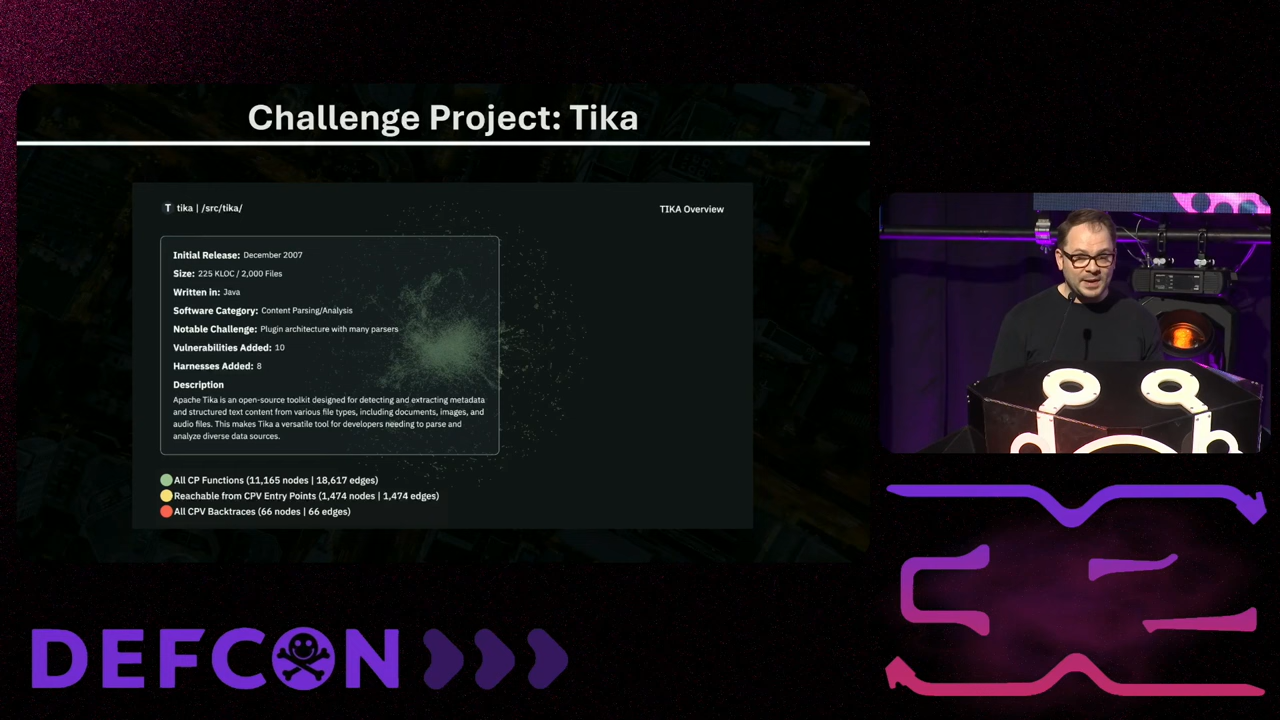 Challenge Project: Tika
T tika | /src/tika/
TIKA Overview
Initial Release: December 2007
Size: 225 KLOC / 2,000 Files
Written in: Java
Software Category: Content Parsing/Analysis
Notable Challenge: Plugin architecture with many parsers
Vulnerabilities Added: 10
Harnesses Added: 8
Description
Apache Tika is an open-source toolkit designed for detecting and extracting metadata
and structured text content from various file types, including documents, images, and
audio files. This makes Tika a versatile tool for developers needing to parse and
analyze diverse data sources.
All CP Functions (11,165 nodes | 18,617 edges)
Reachable from CPV Entry Points (1,474 nodes | 1,474 edges)
All CPV Backtraces (66 nodes | 66 edges)
DEFCON